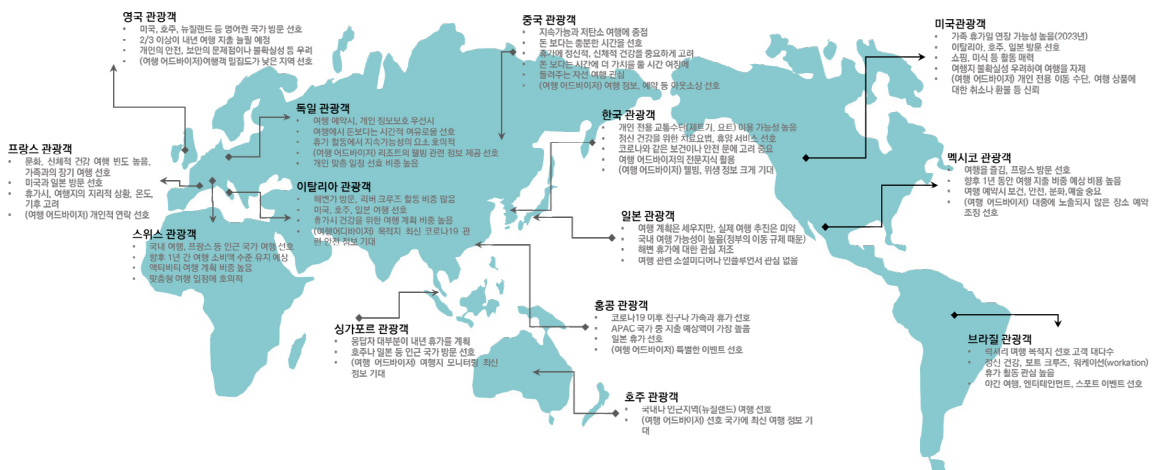 영국 관광객
• 미국, 호주, 뉴질랜드 등 영어권 국가 방문 선호
• 2/3 이상이 내년 여행 지출 늘릴 예정
• 개인의 안전, 보안의 문제점이나 불확실성 등 우려
• (여행 어드바이저)여행객 밀집도가 낮은 지역 선호
중국 관광객
• 지속가능과 저탄소 여행에 중점
• 돈 보다는 충분한 시간을 선호
• 휴가에 정신적, 신체적 건강을 중요하게 고려
• 돈 보다는 시간에 더 가치를 둘 시간 여정에
• 들려주는 자선 여행 관심
• (여행 어드바이저) 여행 정보, 예약 등 아웃소싱 선호
미국관광객
• 가족 휴가일 연장 가능성 높음(2023년)
• 이탈리아, 호주, 일본 방문 선호
• 쇼핑, 미식 등 활동 매력
• 여행지 불확실성 우려하여 여행을 자제
• (여행 어드바이저) 개인 전용 이동 수단, 여행 상품에
대한 취소나 환불 등 신뢰
독일 관광객
• 여행 예약시, 개인 정보보호 우선시
• 여행에서 돈보다는 시간적 여유로움 선호
• 휴가 활동에서 지속가능성의 요소 호의적
• (여행 어드바이저) 리조트의 웰빙 관련 정보 제공 선호
• 개인 맞춤 일정 선호 비중 높음
한국 관광객
• 개인 전용 교통수단(제트기, 요트) 이용 가능성 높음
• 정신 건강을 위한 치료요법, 휴양 서비스 선호
• 코로나와 같은 보건이나 안전 문에 고려 중요
• 여행 어드바이저의 전문지식 활용
• (여행 어드바이저) 웰빙, 위생 정보 크게 기대
프랑스 관광객
• 문화, 신체적 건강 여행 빈도 높음,
가족과의 장기 여행 선호
• 미국과 일본 방문 선호
• 휴가시, 여행지의 지리적 상황, 온도,
기후 고려
• (여행 어드바이저) 개인적 연락 선호
멕시코 관광객
• 여행을 즐김, 프랑스 방문 선호
• 향후 1년 동안 여행 지출 비중 예상 비용 높음
• 여행 예약시 보건, 안전, 문화,예술 중요
• (여행 어드바이저) 대중에 노출되지 않은 장소 예약
조정 선호
이탈리아 관광객
• 해변가 방문, 리버 크루즈 활동 비중 많음
• 미국, 호주, 일본 여행 선호
• 휴가시 건강을 위한 여행 계획 비중 높음
• (여행어디바이저) 목적지 최신 코로나19 관
련 안전 정보 기대
일본 관광객
• 여행 계획은 세우지만, 실제 여행 추진은 미약
• 국내 여행 가능성이 높음(정부의 이동 규제 때문)
• 해변 휴가에 대한 관심 저조
• 여행 관련 소셜미디어나 인플루언서 관심 없음
스위스 관광객
• 국내 여행, 프랑스 등 인근 국가 여행 선호
• 향후 1년 간 여행 소비액 수준 유지 예상
• 액티비티 여행 계획 비중 높음
• 맞춤형 여행 일정에 호의적
홍콩 관광객
• 코로나19 이후 친구나 가족과 휴가 선호
• APAC 국가 중 지출 예상액이 가장 높음
• 일본 휴가 선호
• (여행 어드바이저) 특별한 이벤트 선호
싱가포르 관광객
• 응답자 대부분이 내년 휴가를 계획
• 호주나 일본 등 인근 국가 방문 선호
• (여행 어드바이저) 여행지 모니터링 최신
정보 기대
브라질 관광객
• 럭셔리 여행 목적지 선호 고객 대다수
• 정신 건강, 보트 크루즈, 워케이션(workation)
휴가 활동 관심 높음
• 야간 여행, 엔터테인먼트, 스포트 이벤트 선호
호주 관광객
• 국내나 인근지역(뉴질랜드) 여행 선호
• (여행 어드바이저) 선호 국가에 최신 여행 정보 기
대